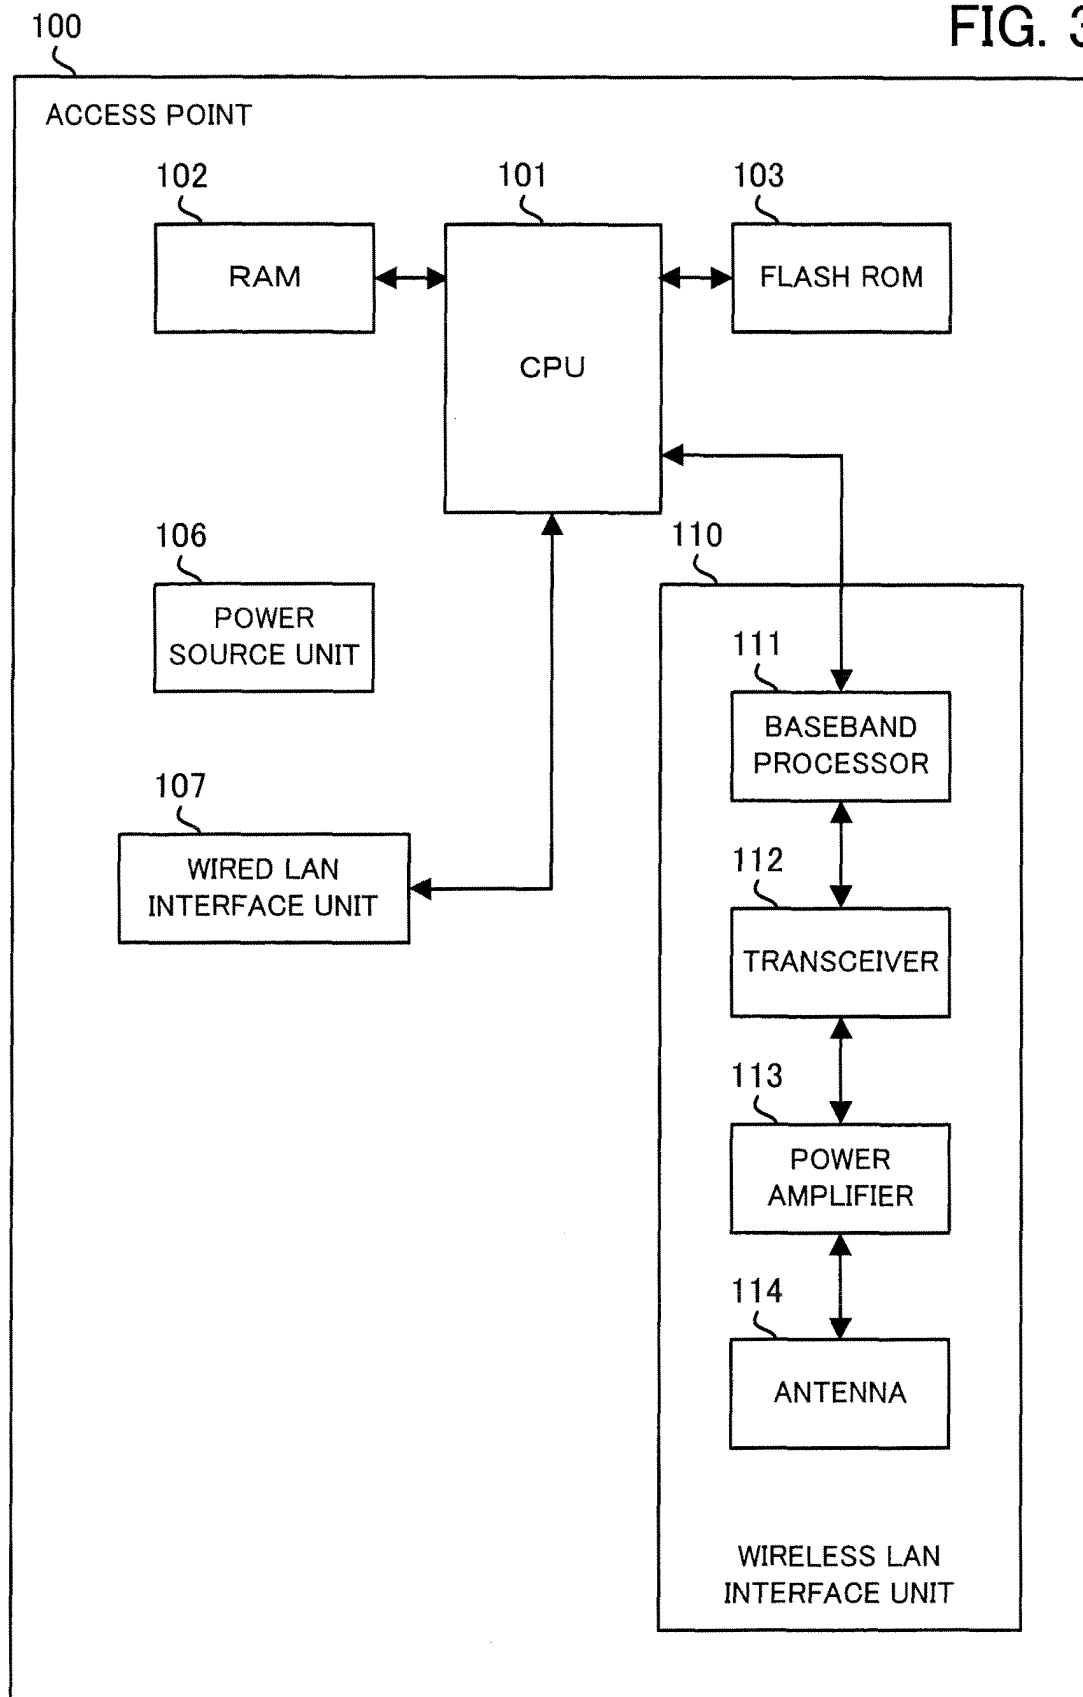 FIG. 3
100
ACCESS POINT
102
101
103
RAM
CPU
FLASH ROM
106
POWER
SOURCE UNIT
110
111
BASEBAND
PROCESSOR
107
WIRED LAN
INTERFACE UNIT
112
TRANSCEIVER
113
POWER
AMPLIFIER
114
ANTENNA
WIRELESS LAN
INTERFACE UNIT